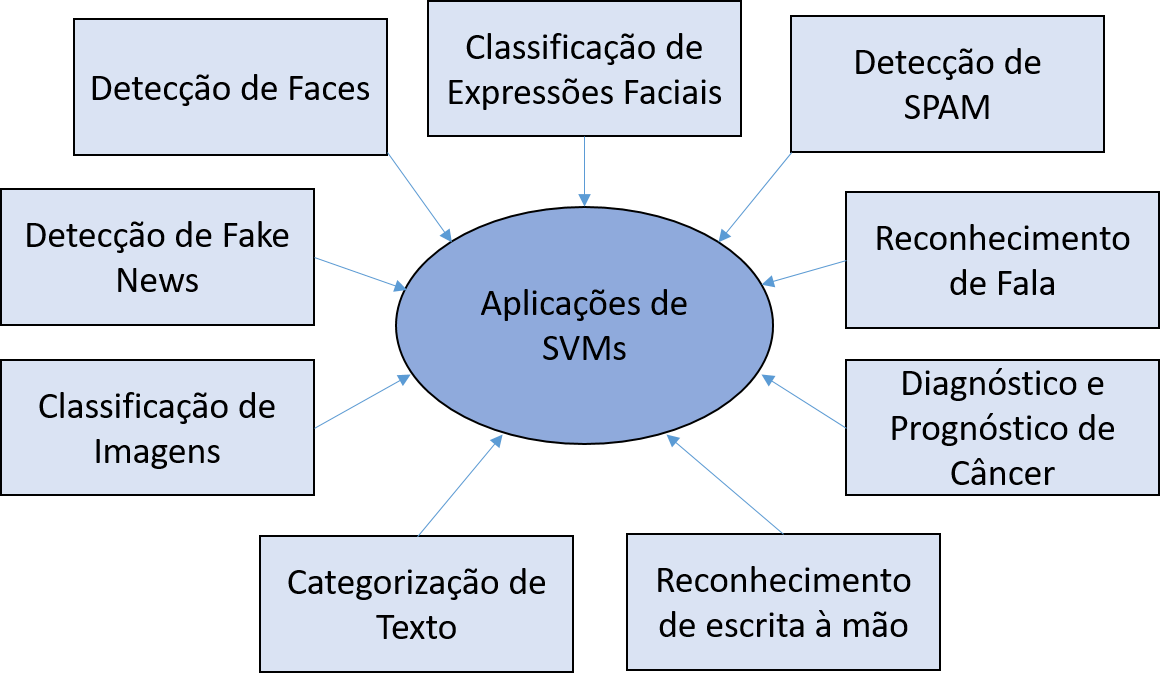 Detecção de Faces
Classificação de
Expressões Faciais
Detecção de
SPAM
Detecção de Fake
News
Reconhecimento
de Fala
Aplicações de
SVMs
Classificação de
Imagens
Diagnóstico e
Prognóstico de
Câncer
Categorização de
Texto
Reconhecimento
de escrita à mão